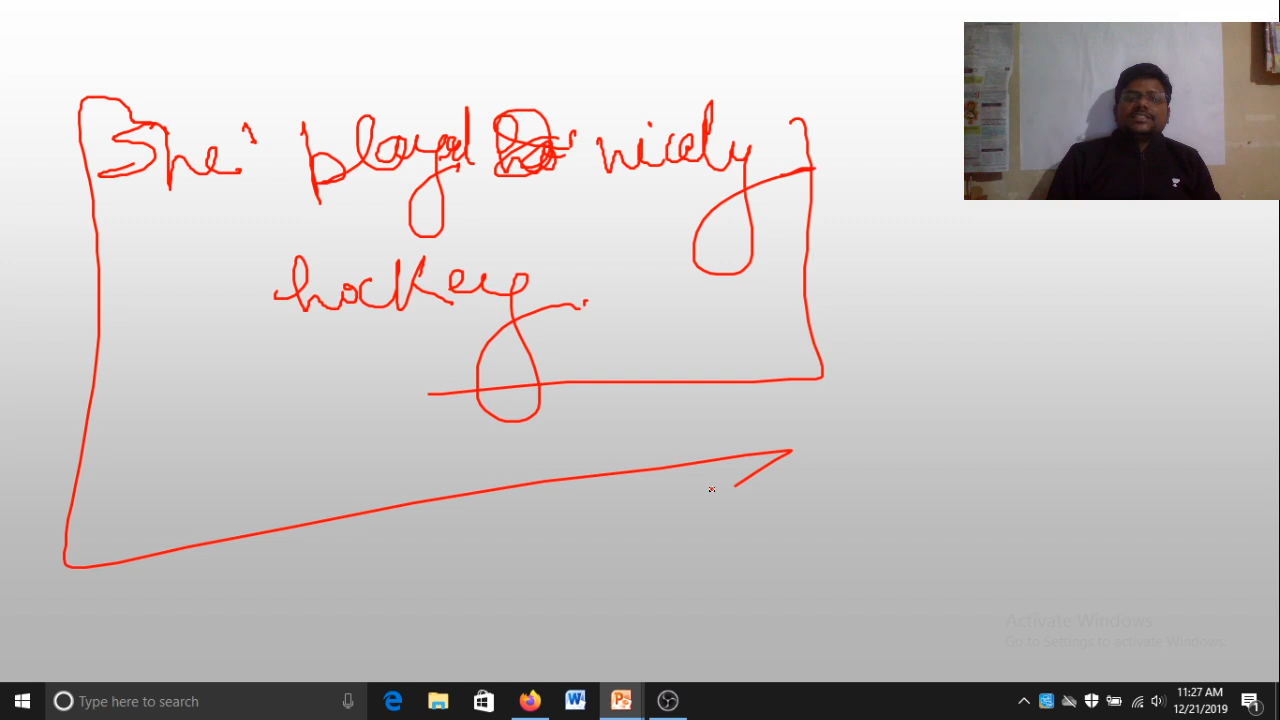 She played nicely
hockey.
Activate Windows
Go to Settings to activate Windows.
Type here to search
11:27 AM
12/21/2019